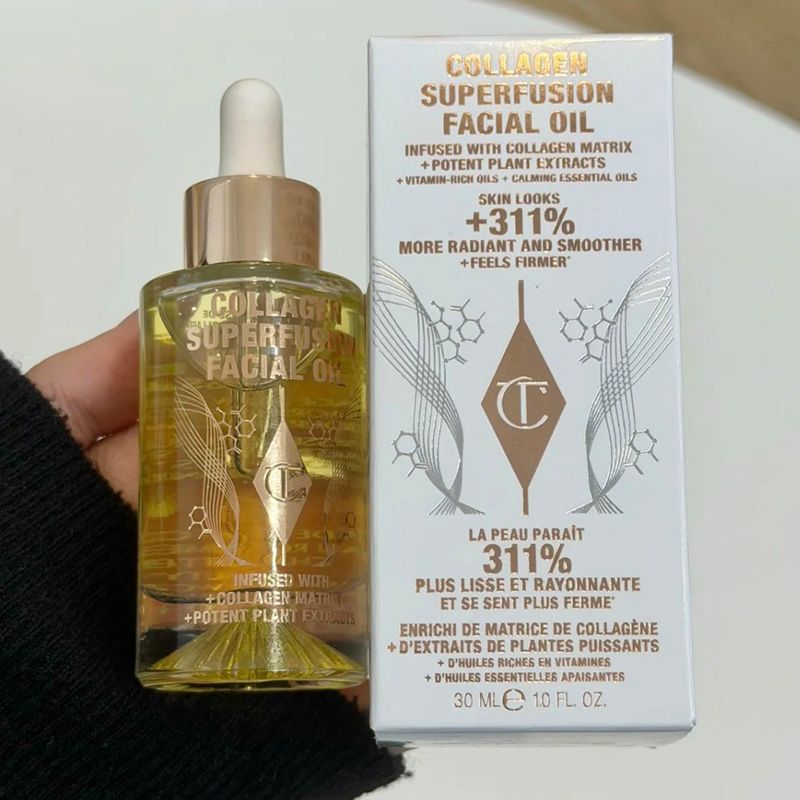 COLLAGEN
SUPERFUSION
FACIAL OIL
CT
INFUSED WITH
+COLLAGEN MATRIX
+POTENT PLANT EXTRACTS
COLLAGEN
SUPERFUSION
FACIAL OIL
INFUSED WITH COLLAGEN MATRIX
+ POTENT PLANT EXTRACTS
+ VITAMIN-RICH OILS + CALMING ESSENTIAL OILS
SKIN LOOKS
+311%
MORE RADIANT AND SMOOTHER
+FEELS FIRMER*
CT
LA PEAU PARAÎT
311%
PLUS LISSE ET RAYONNANTE
ET SE SENT PLUS FERME*
ENRICHI DE MATRICE DE COLLAGÈNE
+ D'EXTRAITS DE PLANTES PUISSANTS
+ D'HUILES RICHES EN VITAMINES
+ D'HUILES ESSENTIELLES APAISANTES
30 ML ℮ 1.0 FL. OZ.